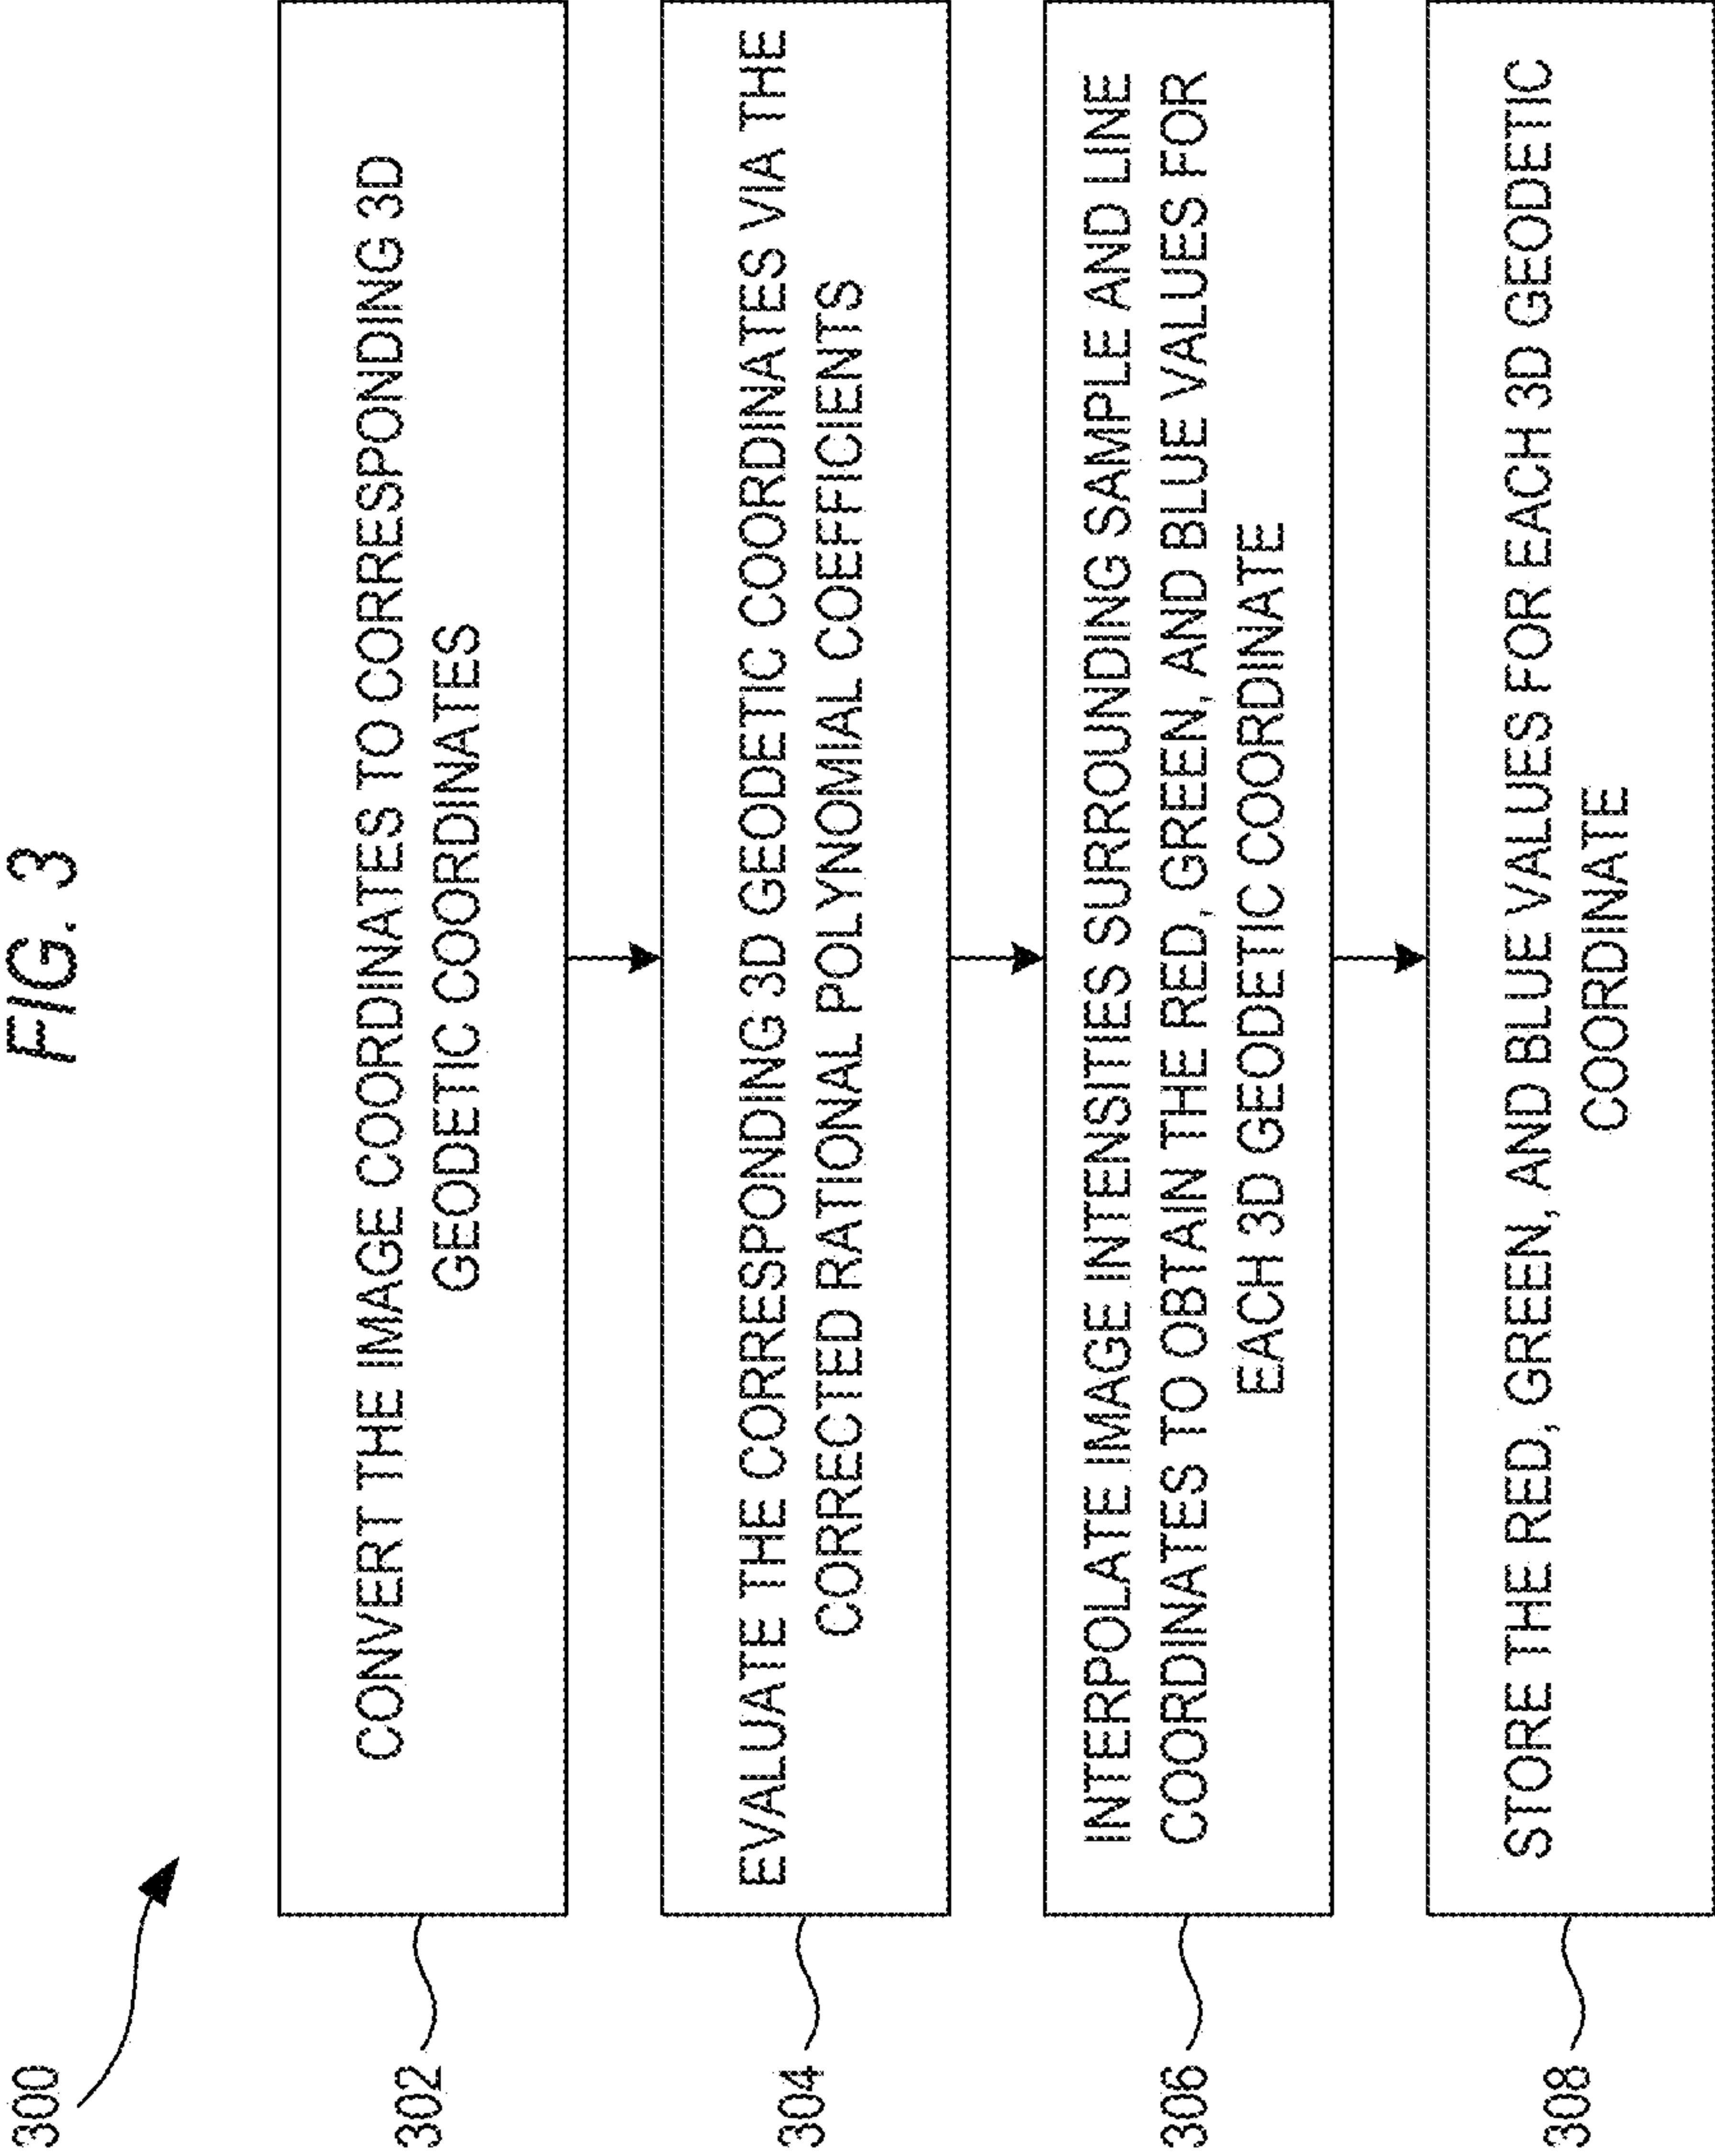 FIG. 3
300
302
CONVERT THE IMAGE COORDINATES TO CORRESPONDING 3D
GEODETIC COORDINATES
304
EVALUATE THE CORRESPONDING 3D GEODETIC COORDINATES VIA THE
CORRECTED RATIONAL POLYNOMIAL COEFFICIENTS
306
INTERPOLATE IMAGE INTENSITIES SURROUNDING SAMPLE AND LINE
COORDINATES TO OBTAIN THE RED, GREEN, AND BLUE VALUES FOR
EACH 3D GEODETIC COORDINATE
308
STORE THE RED, GREEN, AND BLUE VALUES FOR EACH 3D GEODETIC
COORDINATE